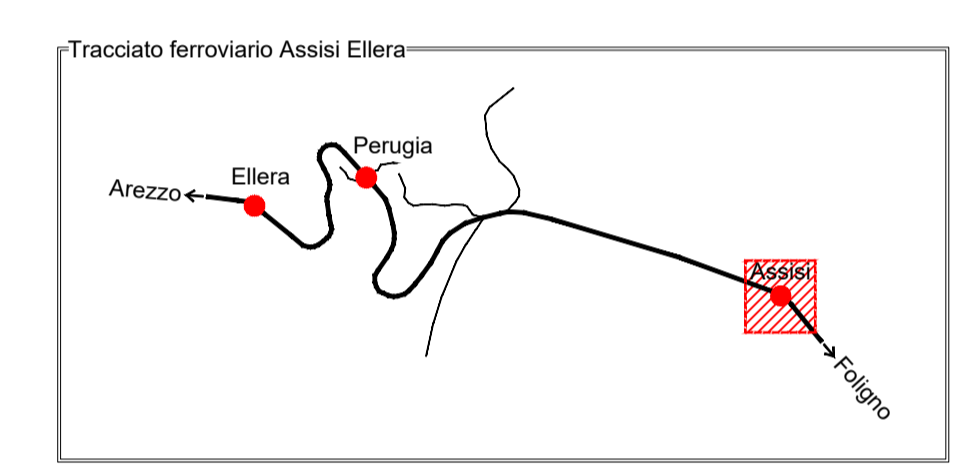 Tracciato ferroviario Assisi Ellera
Perugia
Ellera
Arezzo
Assisi
Foligno